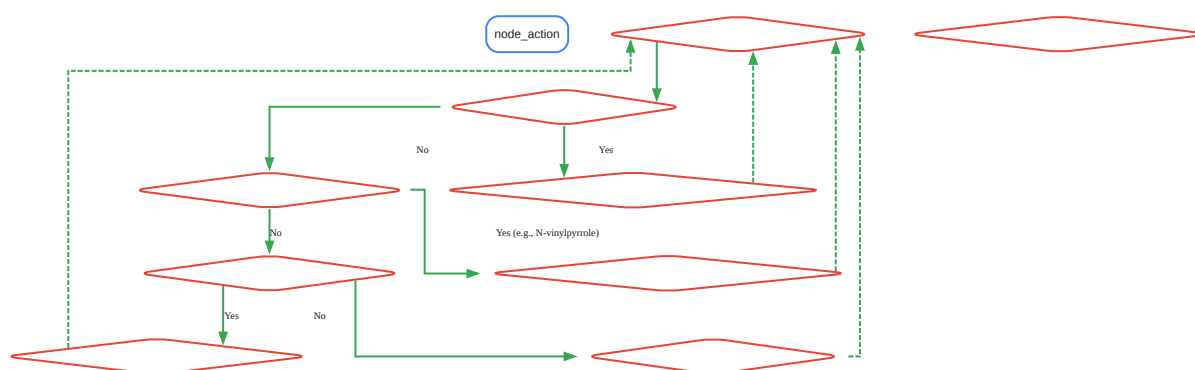 node_action
No
Yes
No
Yes (e.g., N-vinylpyrrole)
Yes
No